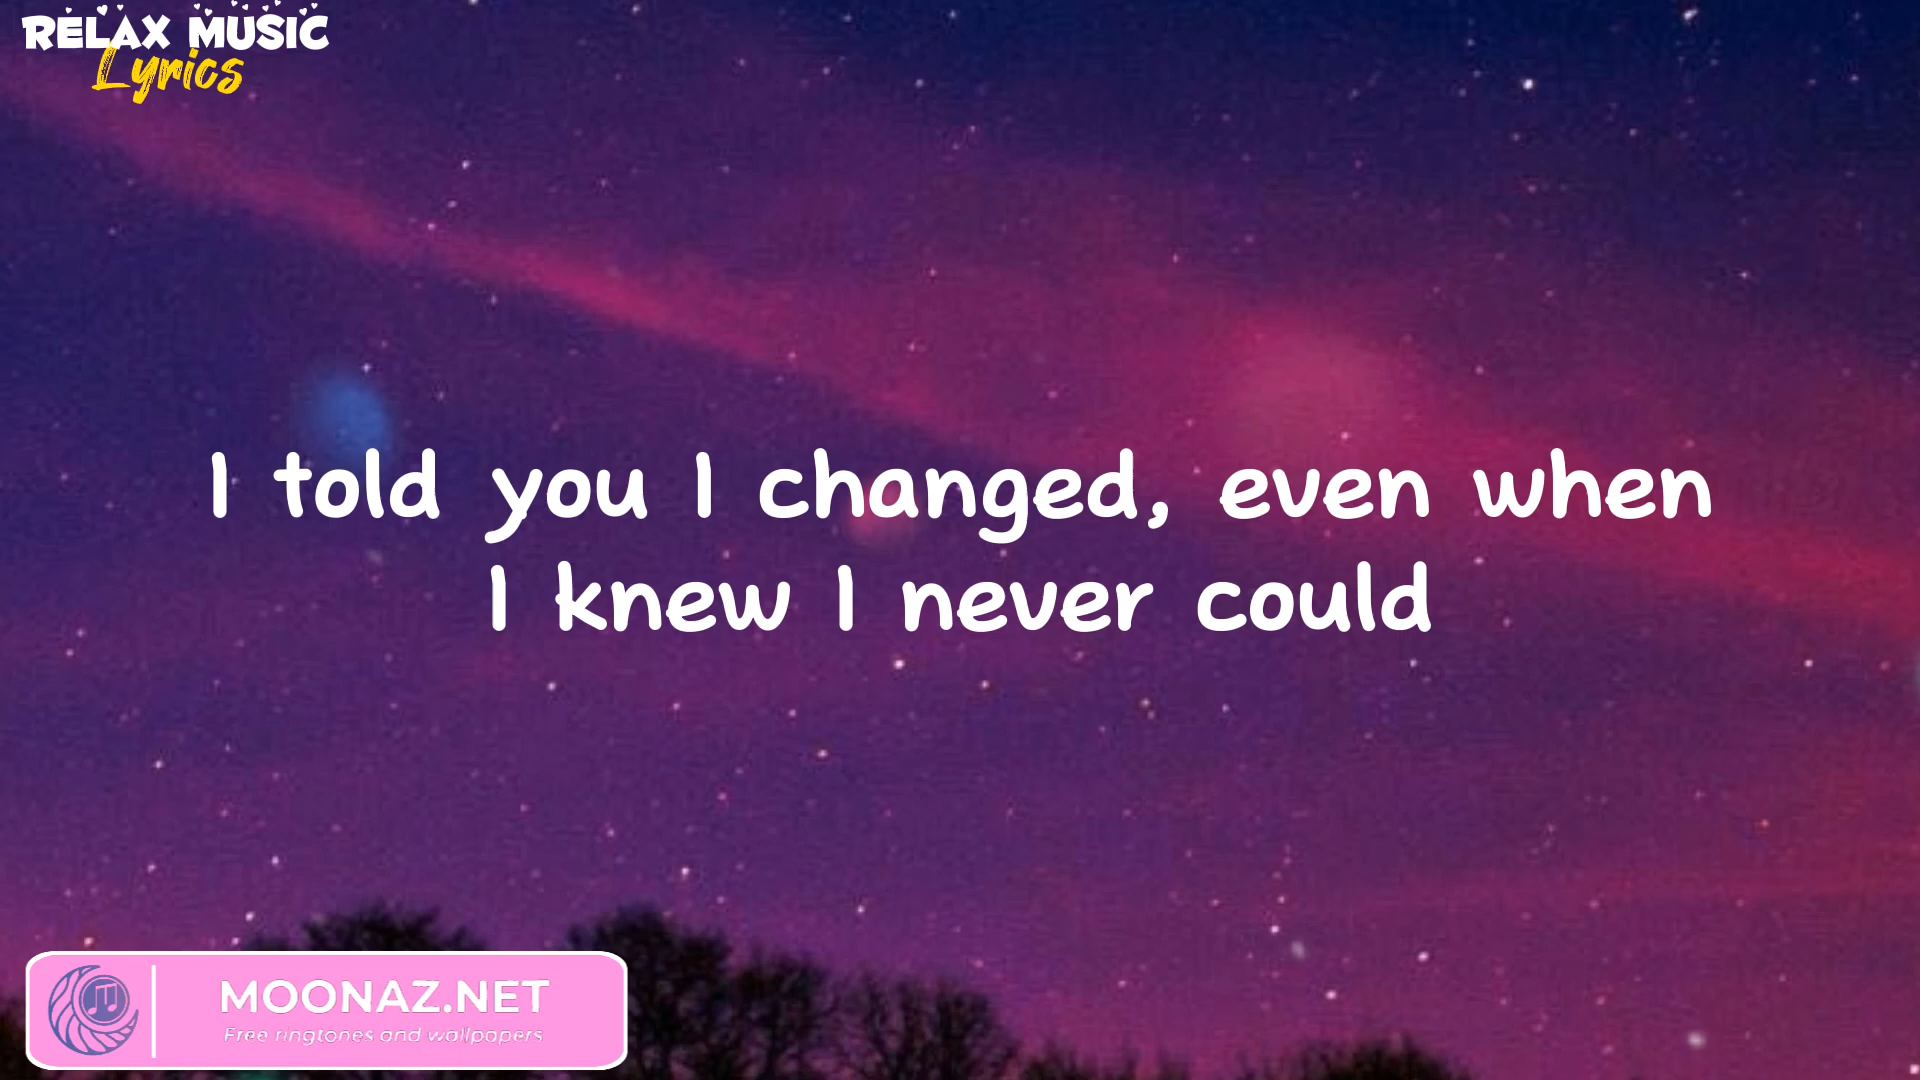 RELAX MUSIC
Lyrics
I told you I changed, even when
I knew I never could
MOONAZ.NET
Free ringtones and wallpapers